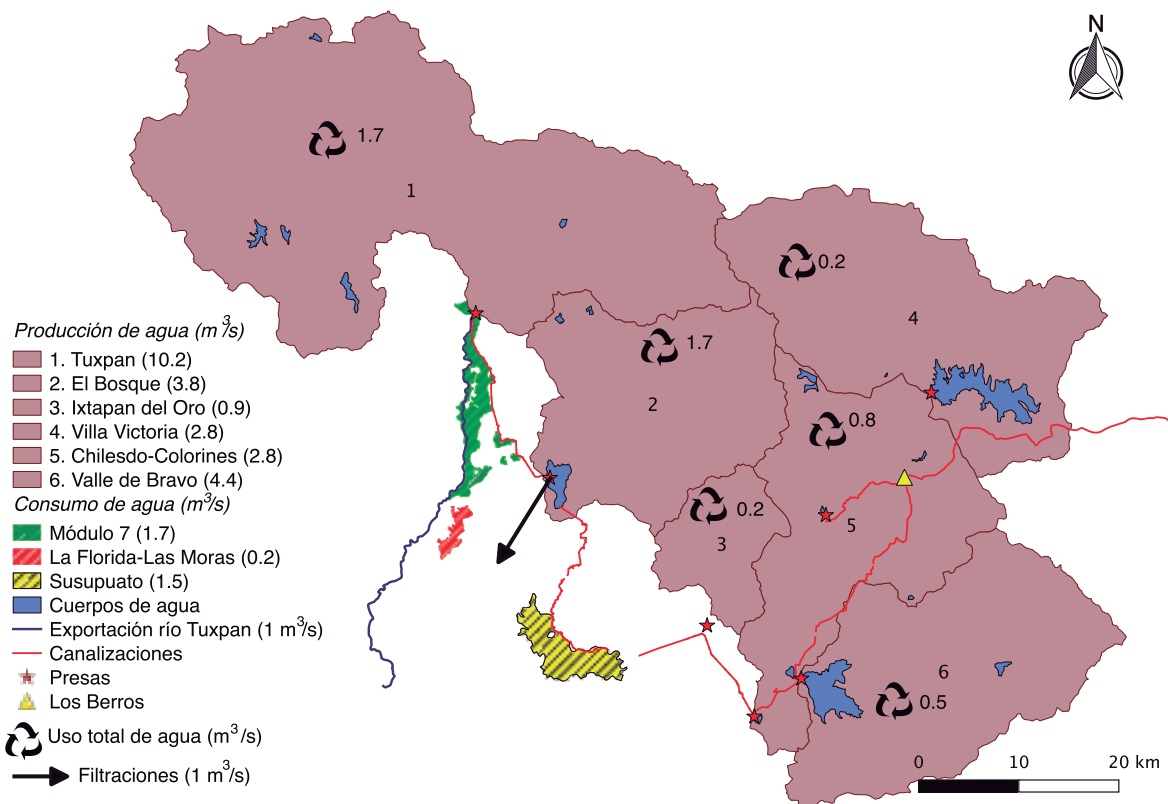 N
1.7
1
0.2
4
1.7
2
0.8
5
0.2
3
6
0.5
Producción de agua (m³/s)
1. Tuxpan (10.2)
2. El Bosque (3.8)
3. Ixtapan del Oro (0.9)
4. Villa Victoria (2.8)
5. Chilesdo-Colorines (2.8)
6. Valle de Bravo (4.4)
Consumo de agua (m³/s)
Módulo 7 (1.7)
La Florida-Las Moras (0.2)
Susupuato (1.5)
Cuerpos de agua
Exportación río Tuxpan (1 m³/s)
Canalizaciones
Presas
Los Berros
Uso total de agua (m³/s)
Filtraciones (1 m³/s)
0 10 20 km